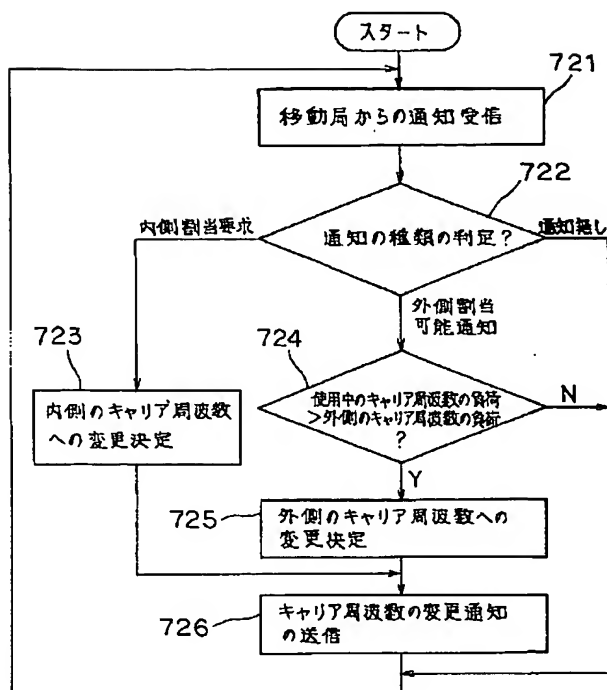 スタート
721
移動局からの通知受信
722
内側割当要求
通知の種類の判定?
通知無し
外側割当
可能通知
723
724
内側のキャリア周波数
への変更決定
使用中のキャリア周波数の負荷
>外側のキャリア周波数の負荷
?
N
Y
725
外側のキャリア周波数への
変更決定
726
キャリア周波数の変更通知
の送信